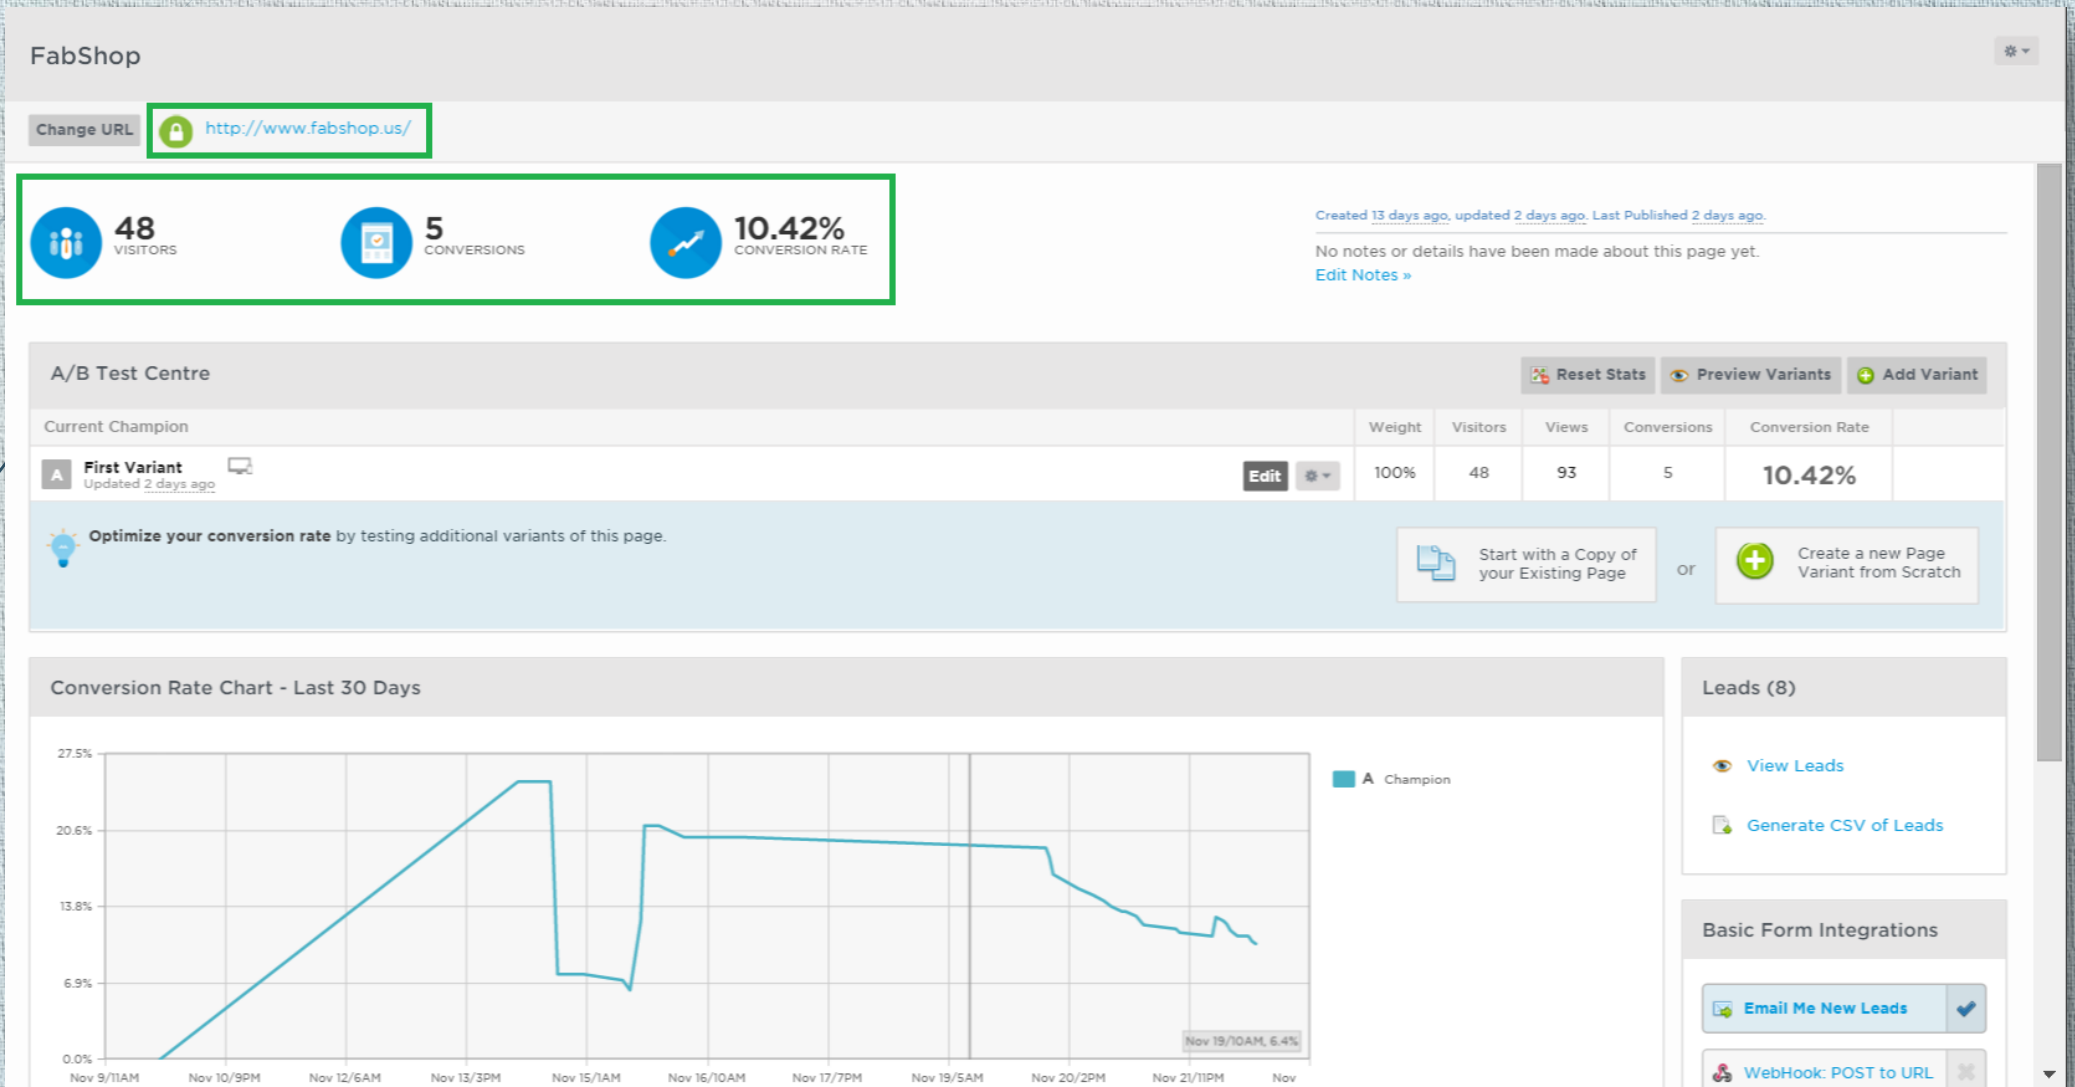 FabShop
Change URL
http://www.fabshop.us/
48
VISITORS
5
CONVERSIONS
10.42%
CONVERSION RATE
Created 13 days ago, updated 2 days ago. Last Published 2 days ago.
No notes or details have been made about this page yet.
Edit Notes »
A/B Test Centre
Reset Stats
Preview Variants
Add Variant
Current Champion
Weight
Visitors
Views
Conversions
Conversion Rate
A
First Variant
Updated 2 days ago
Edit
100%
48
93
5
10.42%
Optimize your conversion rate by testing additional variants of this page.
Start with a Copy of
your Existing Page
or
Create a new Page
Variant from Scratch
Conversion Rate Chart - Last 30 Days
27.5%
20.6%
13.8%
6.9%
0.0%
Nov 9/11AM
Nov 10/9PM
Nov 12/6AM
Nov 13/3PM
Nov 15/1AM
Nov 16/10AM
Nov 17/7PM
Nov 19/5AM
Nov 20/2PM
Nov 21/11PM
Nov
Nov 19/10AM, 6.4%
A Champion
Leads (8)
View Leads
Generate CSV of Leads
Basic Form Integrations
Email Me New Leads
WebHook: POST to URL